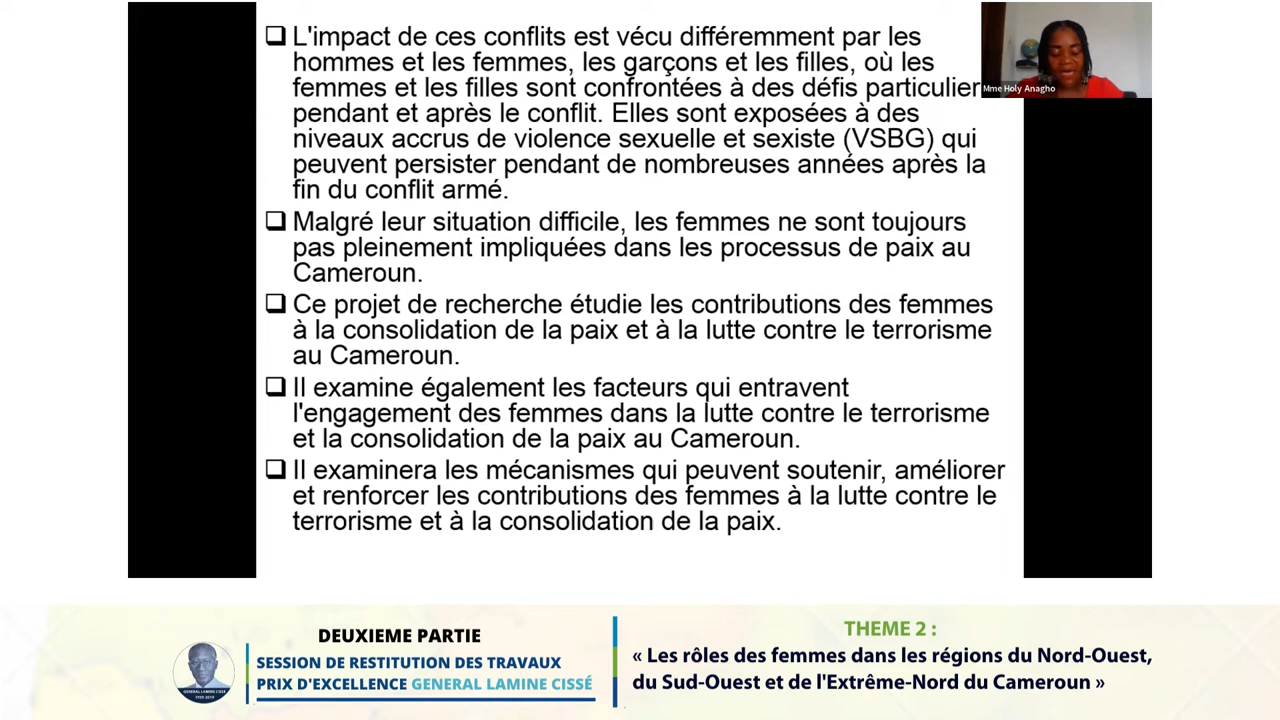 L'impact de ces conflits est vécu différemment par les
hommes et les femmes, les garçons et les filles, où les
femmes et les filles sont confrontées à des défis particulier
pendant et après le conflit. Elles sont exposées à des
niveaux accrus de violence sexuelle et sexiste (VSBG) qui
peuvent persister pendant de nombreuses années après la
fin du conflit armé.
Malgré leur situation difficile, les femmes ne sont toujours
pas pleinement impliquées dans les processus de paix au
Cameroun.
Ce projet de recherche étudie les contributions des femmes
à la consolidation de la paix et à la lutte contre le terrorisme
au Cameroun.
Il examine également les facteurs qui entravent
l'engagement des femmes dans la lutte contre le terrorisme
et la consolidation de la paix au Cameroun.
Il examinera les mécanismes qui peuvent soutenir, améliorer
et renforcer les contributions des femmes à la lutte contre le
terrorisme et à la consolidation de la paix.
Mme Holy Anagho
DEUXIEME PARTIE
SESSION DE RESTITUTION DES TRAVAUX
PRIX D'EXCELLENCE GENERAL LAMINE CISSÉ
GENERAL LAMINE CISSÉ
1939-2019
THEME 2 :
« Les rôles des femmes dans les régions du Nord-Ouest,
du Sud-Ouest et de l'Extrême-Nord du Cameroun »